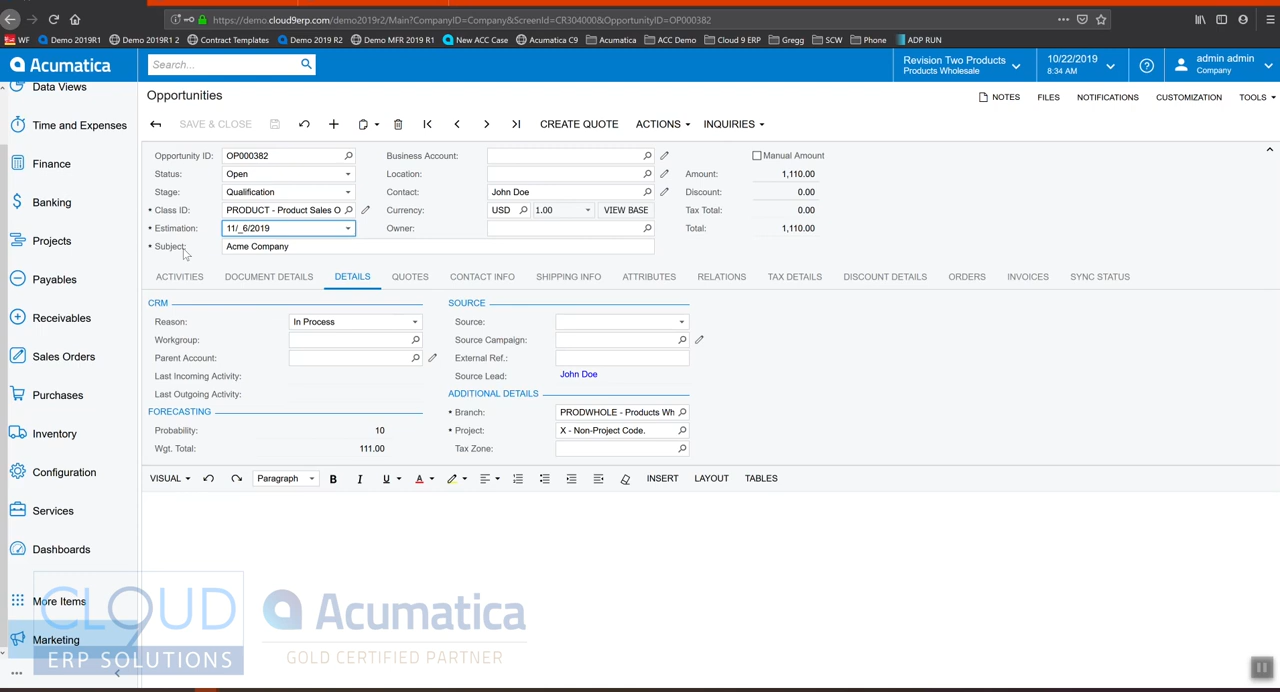 https://demo.cloud9erp.com/demo2019r2/Main?CompanyID=Company&ScreenId=CR304000&OpportunityID=OP000382
WF Demo 2019R1 Demo 2019R1 2 Contract Templates Demo 2019 R2 Demo MFR 2019 R1 New ACC Case Acumatica C9 Acumatica ACC Demo Cloud 9 ERP Gregg SCW Phone ADP RUN
Acumatica Search... Revision Two Products 10/22/2019 admin admin
Products Wholesale 8:34 AM Company
Data Views
Time and Expenses
Finance
Banking
Projects
Payables
Receivables
Sales Orders
Purchases
Inventory
Configuration
Services
Dashboards
More Items
Marketing
Opportunities NOTES FILES NOTIFICATIONS CUSTOMIZATION TOOLS
SAVE & CLOSE CREATE QUOTE ACTIONS INQUIRIES
Opportunity ID: OP000382 Business Account: Manual Amount
Status: Open Location: Amount: 1,110.00
Stage: Qualification Contact: John Doe Discount: 0.00
Class ID: PRODUCT - Product Sales O Currency: USD 1.00 VIEW BASE Tax Total: 0.00
Estimation: 11/_6/2019 Owner: Total: 1,110.00
Subject: Acme Company
ACTIVITIES DOCUMENT DETAILS DETAILS QUOTES CONTACT INFO SHIPPING INFO ATTRIBUTES RELATIONS TAX DETAILS DISCOUNT DETAILS ORDERS INVOICES SYNC STATUS
CRM SOURCE
Reason: In Process Source:
Workgroup: Source Campaign:
Parent Account: External Ref.:
Last Incoming Activity: Source Lead: John Doe
Last Outgoing Activity: ADDITIONAL DETAILS
FORECASTING Branch: PRODWHOLE - Products Wh
Probability: 10 Project: X - Non-Project Code.
Wgt. Total: 111.00 Tax Zone:
VISUAL Paragraph B I U A INSERT LAYOUT TABLES
CLOUD 9
ERP SOLUTIONS
Acumatica
GOLD CERTIFIED PARTNER